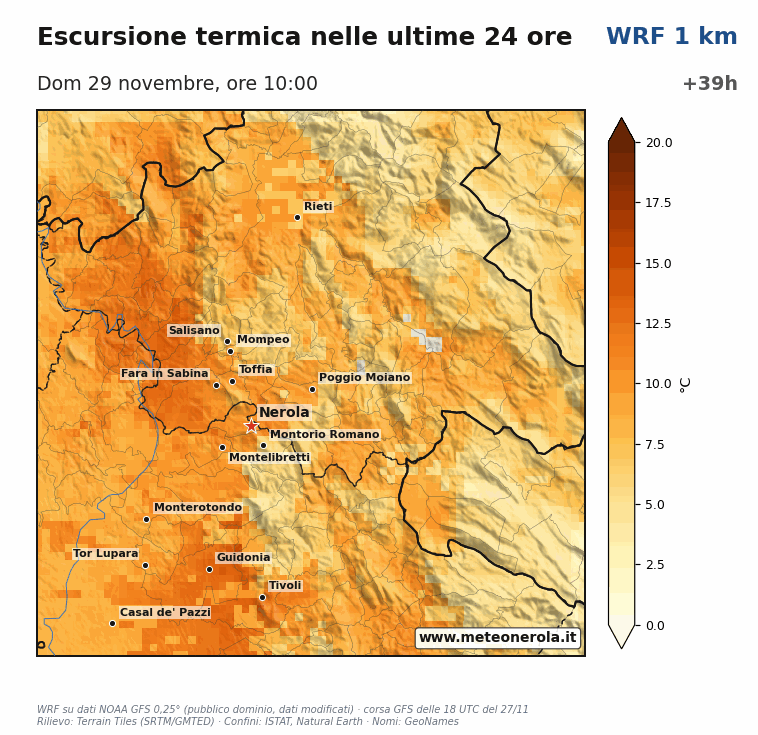 Escursione termica nelle ultime 24 ore
WRF 1 km
Dom 29 novembre, ore 10:00
+39h
20.0
17.5
15.0
12.5
10.0
7.5
5.0
2.5
0.0
°C
Rieti
Salisano
Mompeo
Toffia
Fara in Sabina
Poggio Moiano
Nerola
Montorio Romano
Montelibretti
Monterotondo
Tor Lupara
Guidonia
Tivoli
Casal de' Pazzi
www.meteonerola.it
WRF su dati NOAA GFS 0,25° (pubblico dominio, dati modificati) · corsa GFS delle 18 UTC del 27/11
Rilievo: Terrain Tiles (SRTM/GMTED) · Confini: ISTAT, Natural Earth · Nomi: GeoNames